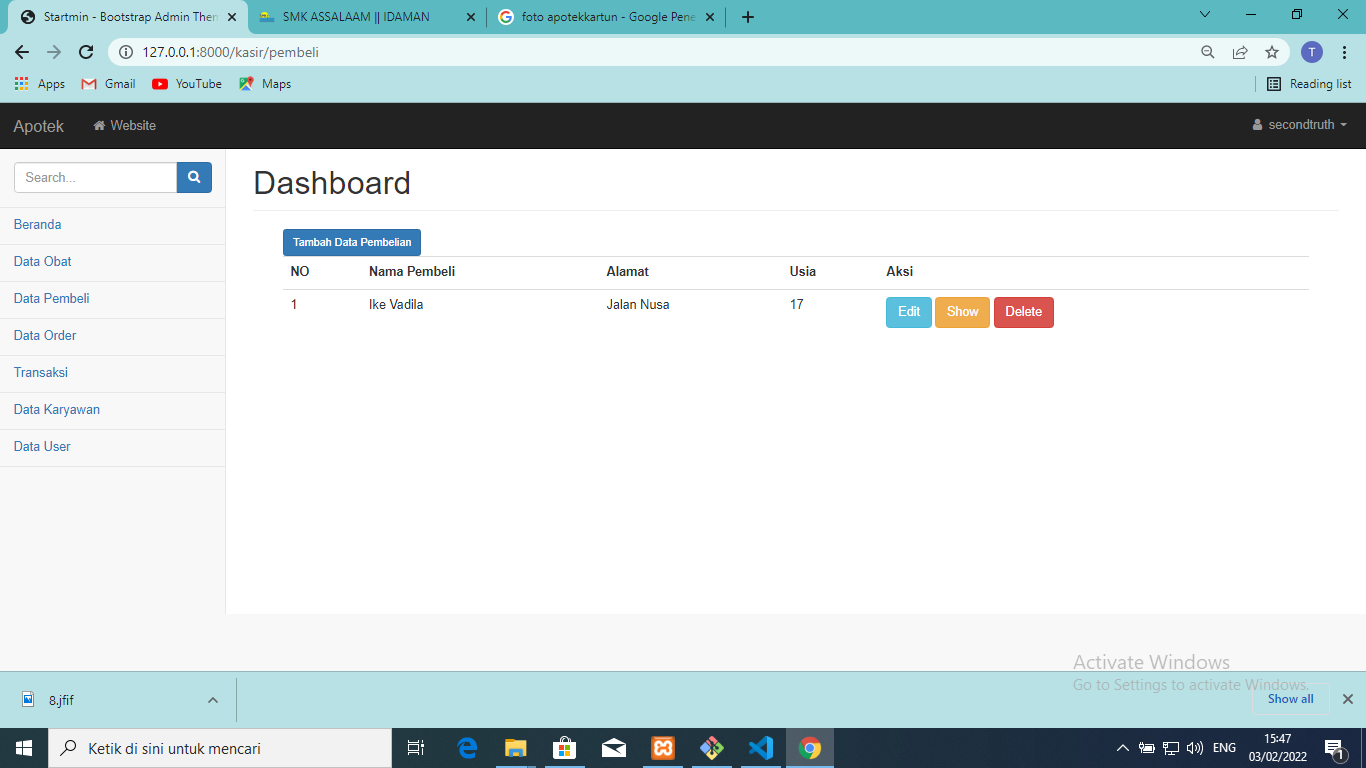 Startmin - Bootstrap Admin Them
SMK ASSALAAM || IDAMAN
foto apotekkartun - Google Pene
127.0.0.1:8000/kasir/pembeli
T
Apps
Gmail
YouTube
Maps
Reading list
Apotek
Website
secondtruth
Search...
Dashboard
Beranda
Data Obat
Data Pembeli
Data Order
Transaksi
Data Karyawan
Data User
Tambah Data Pembelian
NO Nama Pembeli Alamat Usia Aksi
1 Ike Vadila Jalan Nusa 17 Edit Show Delete
Activate Windows
Go to Settings to activate Windows.
8.jfif
Show all
Ketik di sini untuk mencari
ENG
15:47
03/02/2022
1